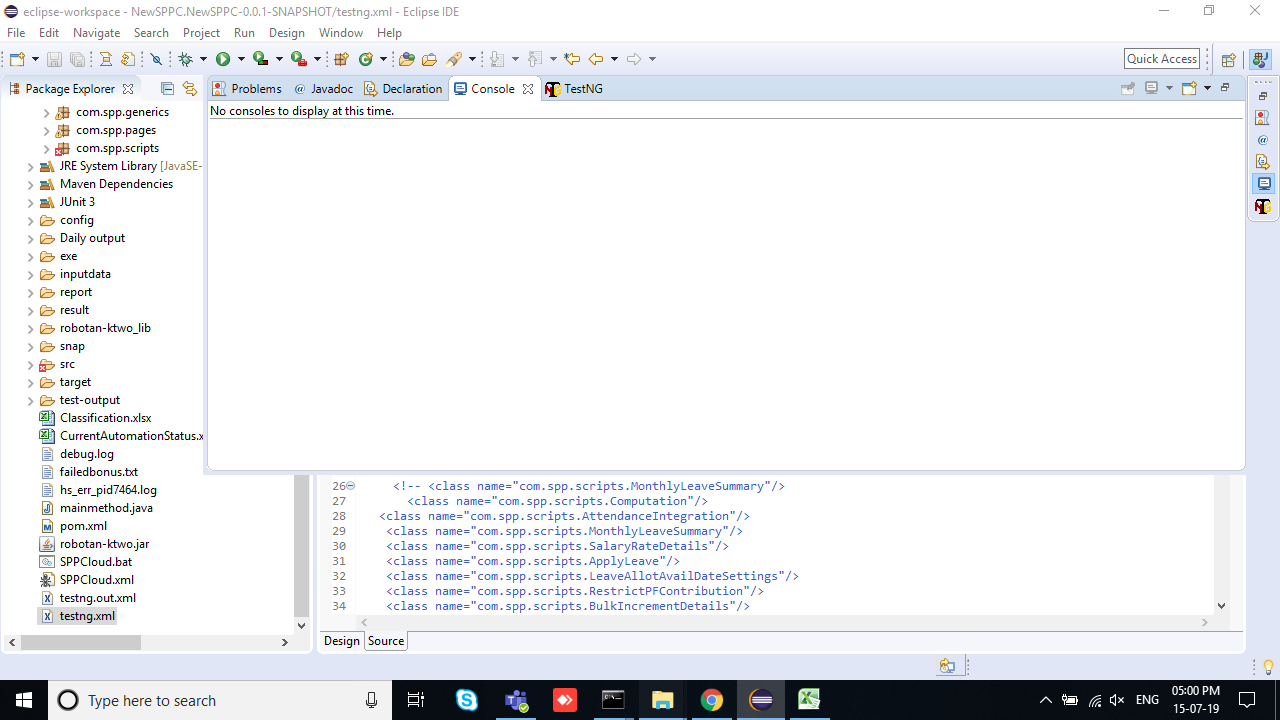 eclipse-workspace - NewSPPC.NewSPPC-0.0.1-SNAPSHOT/testng.xml - Eclipse IDE
File Edit Navigate Search Project Run Design Window Help
Quick Access
Package Explorer
Problems Javadoc Declaration Console TestNG
No consoles to display at this time.
com.spp.generics
com.spp.pages
com.spp.scripts
JRE System Library [JavaSE-
Maven Dependencies
JUnit 3
config
Daily output
exe
inputdata
report
result
robotan-ktwo_lib
snap
src
target
test-output
Classification.xlsx
CurrentAutomationStatus.x
debug.log
failedbonus.txt
hs_err_pid7464.log
mainmethod.java
pom.xml
robotan-ktwo.jar
SPPCloud.bat
SPPCloud.xml
testng.out.xml
testng.xml
26 <!-- <class name="com.spp.scripts.MonthlyLeaveSummary"/>
27 <class name="com.spp.scripts.Computation"/>
28 <class name="com.spp.scripts.AttendanceIntegration"/>
29 <class name="com.spp.scripts.MonthlyLeaveSummary"/>
30 <class name="com.spp.scripts.SalaryRateDetails"/>
31 <class name="com.spp.scripts.ApplyLeave"/>
32 <class name="com.spp.scripts.LeaveAllotAvailDateSettings"/>
33 <class name="com.spp.scripts.RestrictPFContribution"/>
34 <class name="com.spp.scripts.BulkIncrementDetails"/>
Design Source
Type here to search
ENG
05:00 PM
15-07-19